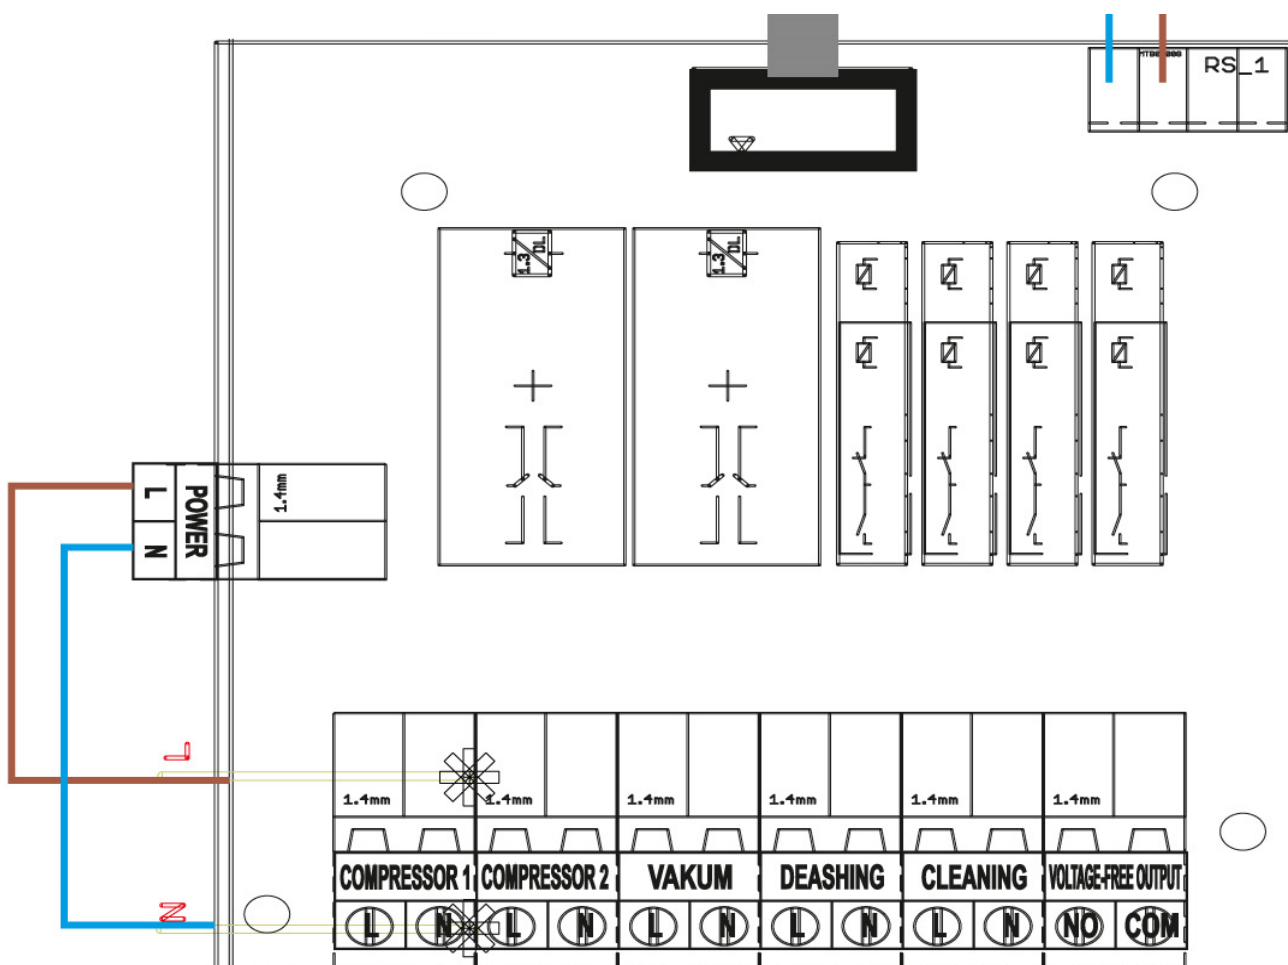 MTB01000
RS_1
1.3
DL
1.3
DL
L
POWER
N
1.4mm
L
1.4mm
1.4mm
1.4mm
1.4mm
1.4mm
1.4mm
COMPRESSOR 1
COMPRESSOR 2
VAKUM
DEASHING
CLEANING
VOLTAGE-FREE OUTPUT
N
L
N
L
N
L
N
L
N
L
N
NO
COM